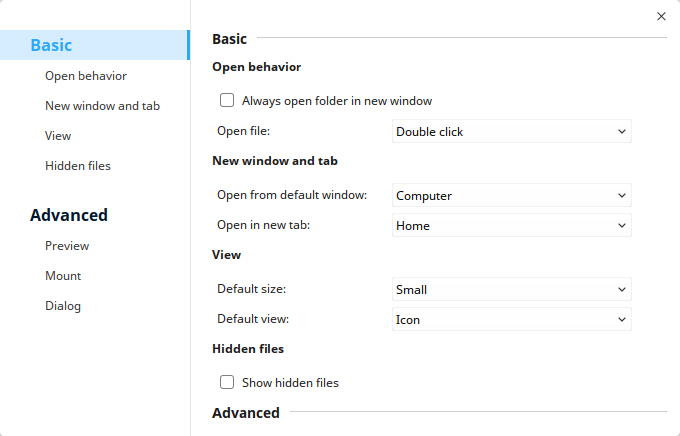 Basic
Open behavior
New window and tab
View
Hidden files
Advanced
Preview
Mount
Dialog
Basic
Open behavior
Always open folder in new window
Open file: Double click
New window and tab
Open from default window: Computer
Open in new tab: Home
View
Default size: Small
Default view: Icon
Hidden files
Show hidden files
Advanced